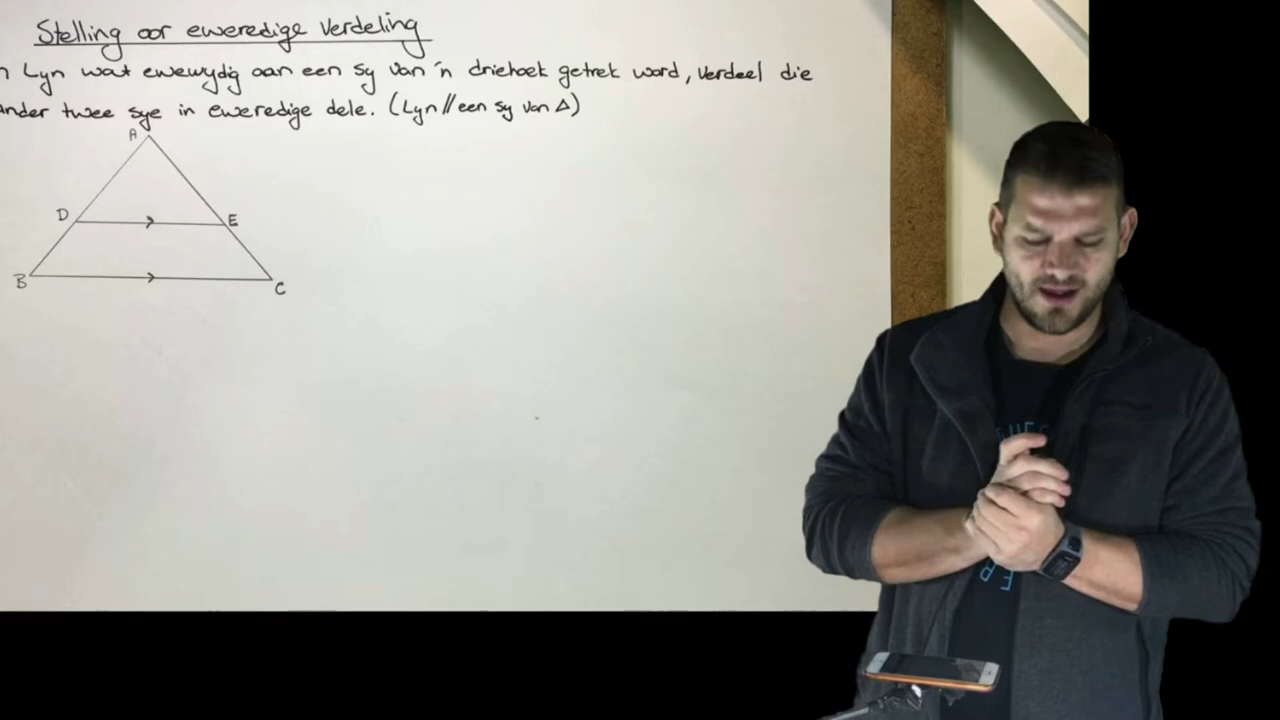 Stelling oor eweredige Verdeling
n Lyn wat ewewydig aan een sy van 'n driehoek getrek word, verdeel die
ander twee sye in eweredige dele. (Lyn // een sy van Δ)
A
D
E
B
C